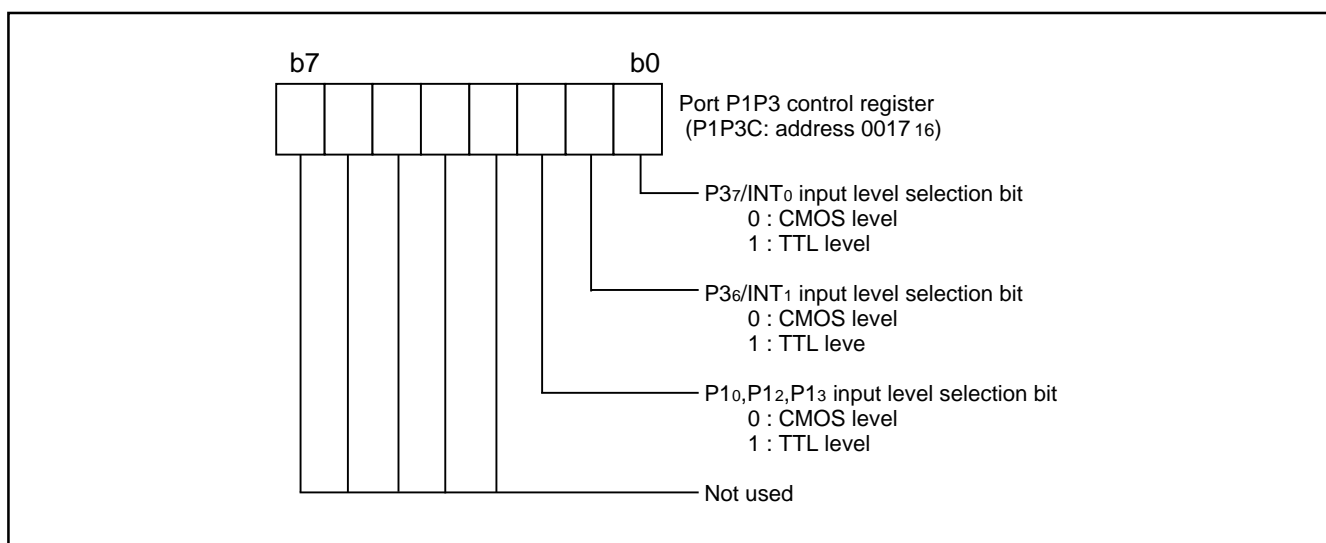 b7 b0
Port P1P3 control register
(P1P3C: address 0017 16)
P37/INT0 input level selection bit
0 : CMOS level
1 : TTL level
P36/INT1 input level selection bit
0 : CMOS level
1 : TTL leve
P10,P12,P13 input level selection bit
0 : CMOS level
1 : TTL level
Not used